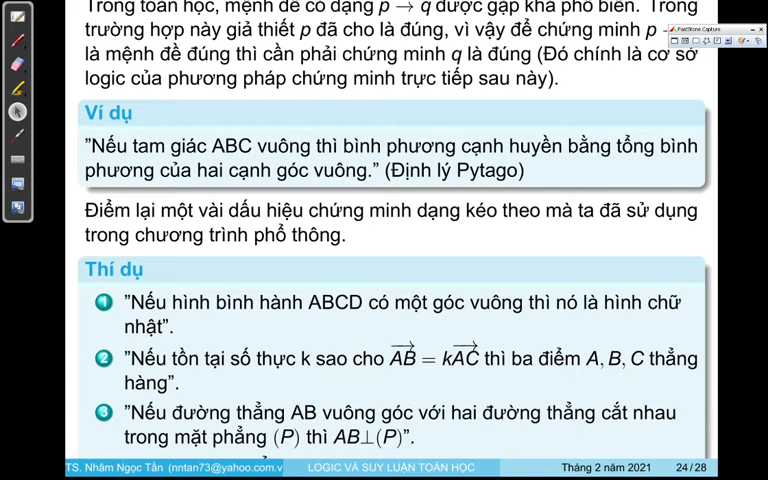 Trong toán học, mệnh đề có dạng p → q được gặp khá phổ biến. Trong
trường hợp này giả thiết p đã cho là đúng, vì vậy để chứng minh p
là mệnh đề đúng thì cần phải chứng minh q là đúng (Đó chính là cơ sở
logic của phương pháp chứng minh trực tiếp sau này).
FastStone Capture
Ví dụ
"Nếu tam giác ABC vuông thì bình phương cạnh huyền bằng tổng bình
phương của hai cạnh góc vuông." (Định lý Pytago)
Điểm lại một vài dấu hiệu chứng minh dạng kéo theo mà ta đã sử dụng
trong chương trình phổ thông.
Thí dụ
1 "Nếu hình bình hành ABCD có một góc vuông thì nó là hình chữ
nhật".
2 "Nếu tồn tại số thực k sao cho \overrightarrow{AB} = k\overrightarrow{AC} thì ba điểm A, B, C thẳng
hàng".
3 "Nếu đường thẳng AB vuông góc với hai đường thẳng cắt nhau
trong mặt phẳng (P) thì AB⊥(P)".
TS. Nhâm Ngọc Tần (nntan73@yahoo.com.v LOGIC VÀ SUY LUẬN TOÁN HỌC Tháng 2 năm 2021 24 / 28